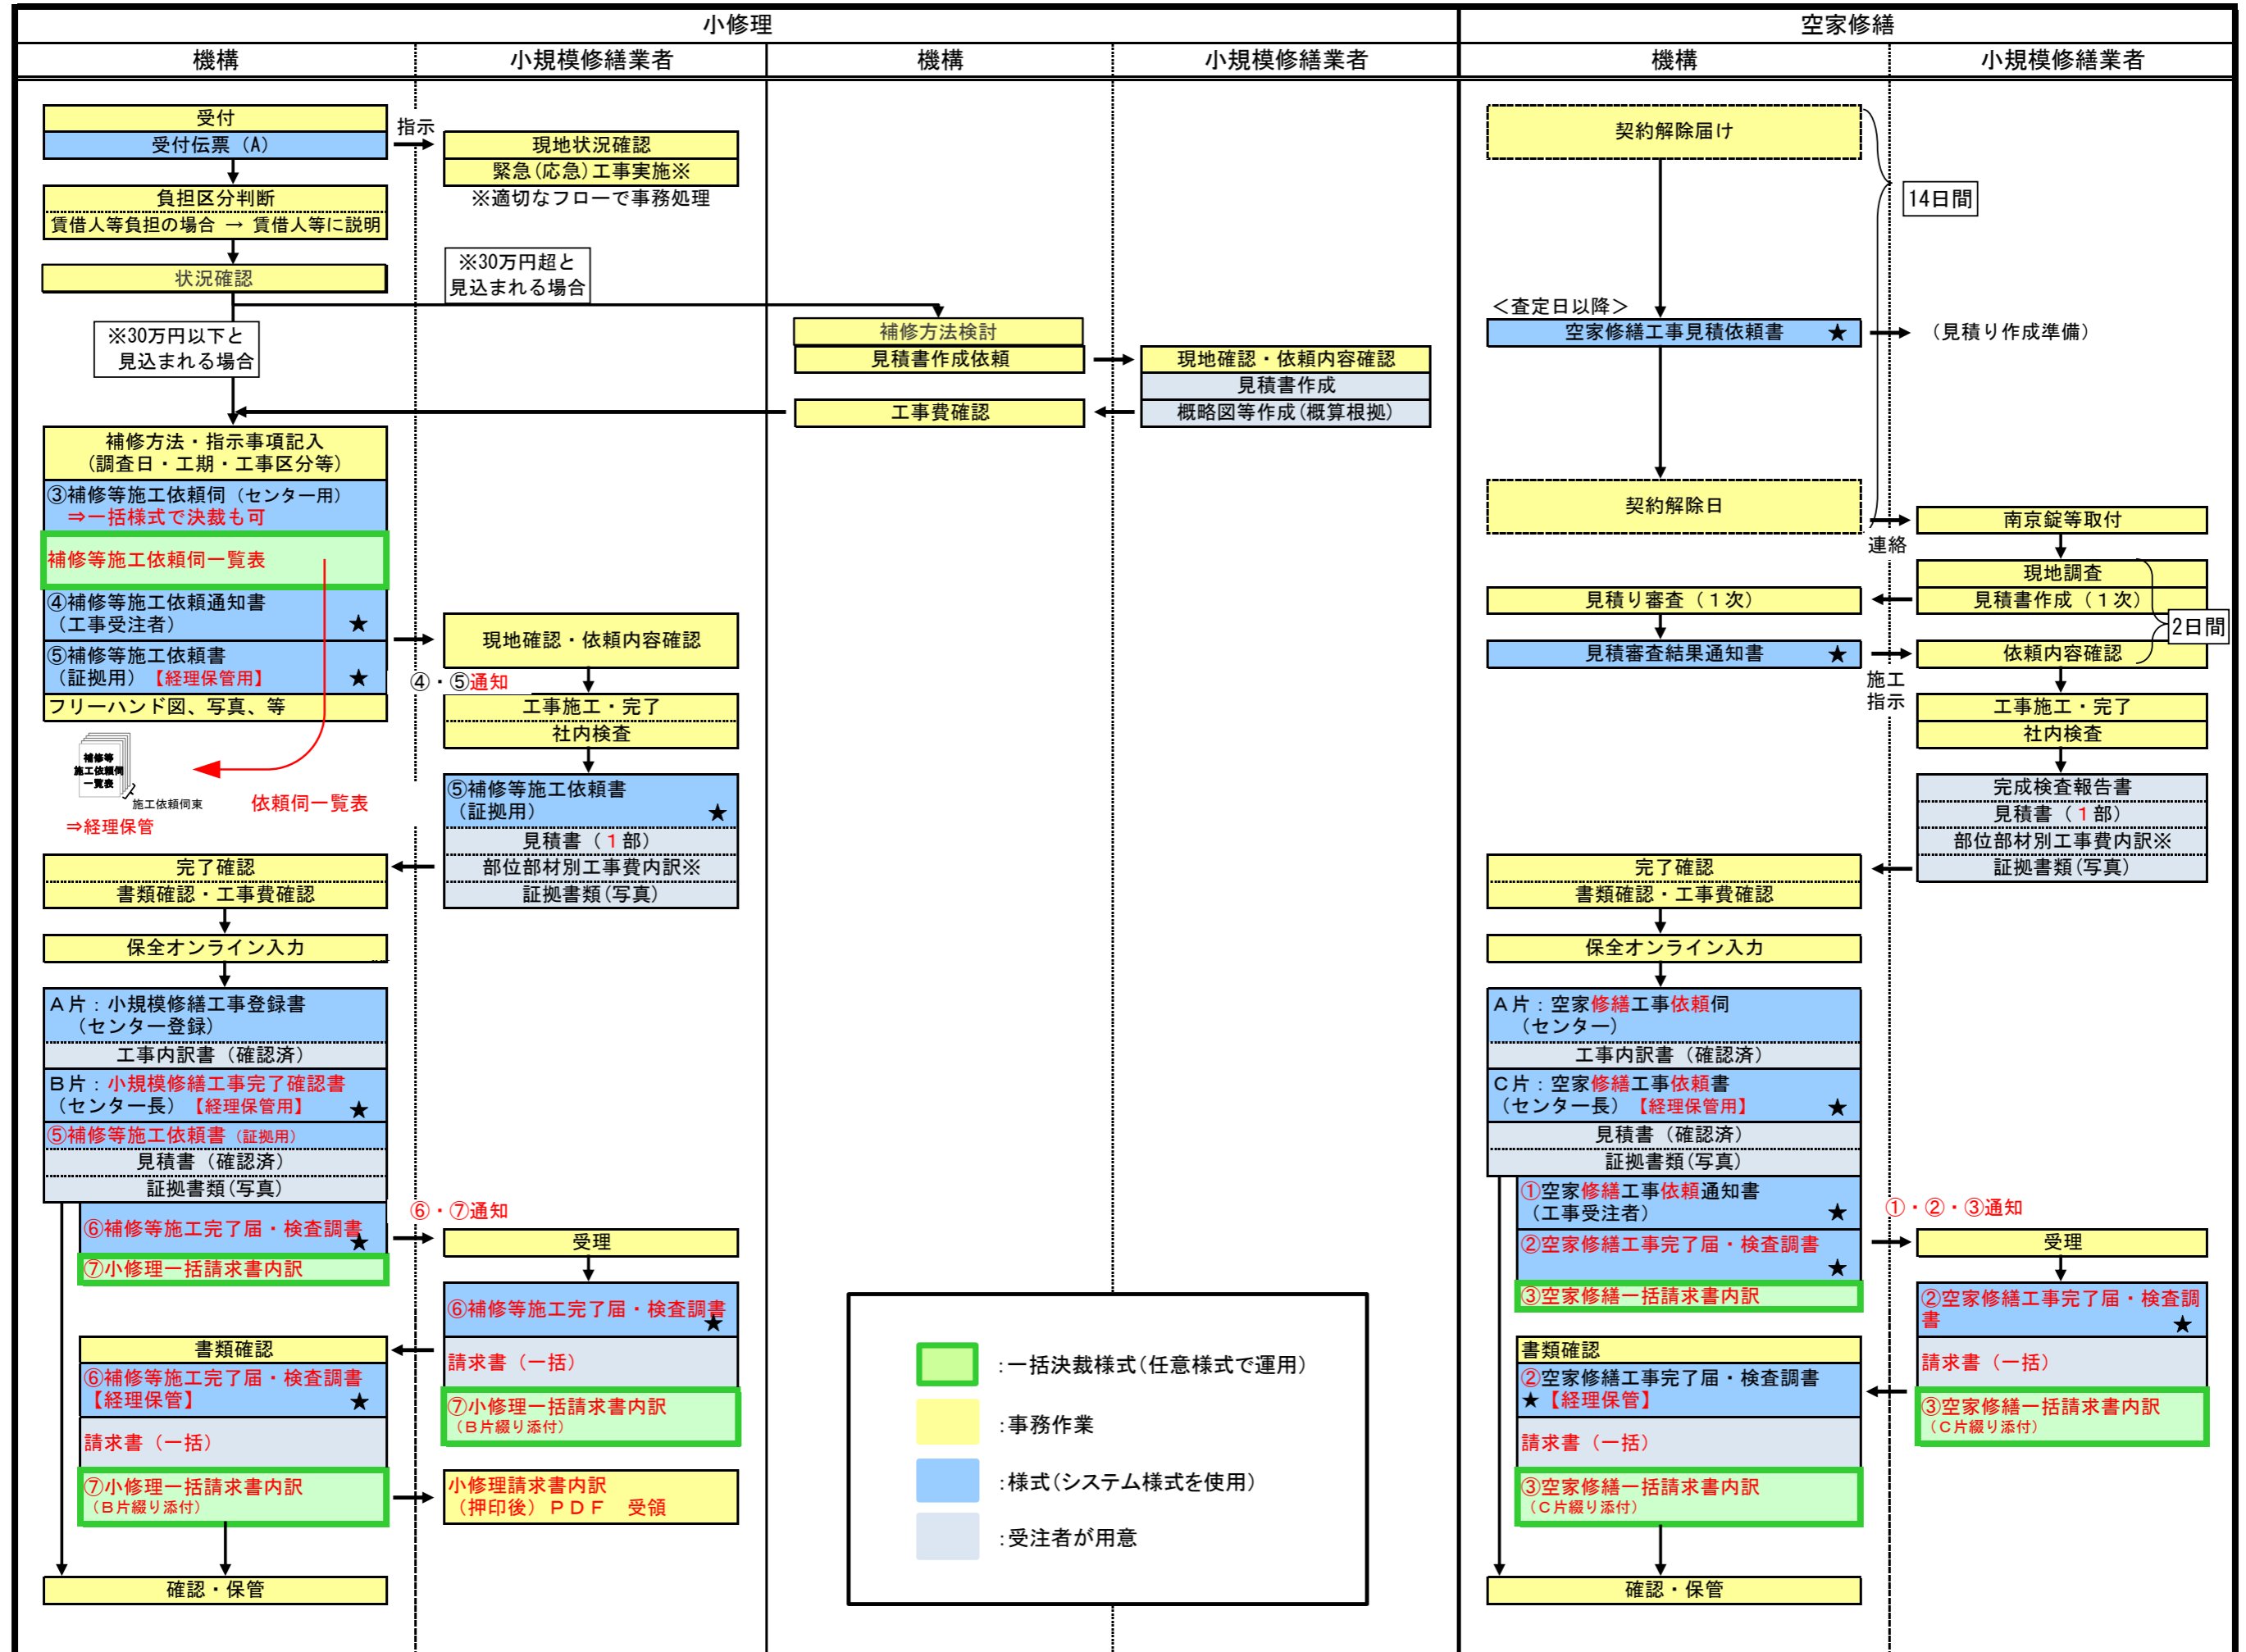 小修理
空家修繕
機構
小規模修繕業者
機構
小規模修繕業者
機構
小規模修繕業者
受付
受付伝票（A）
指示
現地状況確認
緊急(応急)工事実施※
※適切なフローで事務処理
負担区分判断
賃借人等負担の場合 → 賃借人等に説明
状況確認
※30万円超と
見込まれる場合
※30万円以下と
見込まれる場合
補修方法検討
見積書作成依頼
現地確認・依頼内容確認
見積書作成
概略図等作成(概算根拠)
工事費確認
補修方法・指示事項記入
(調査日・工期・工事区分等)
③補修等施工依頼伺（センター用）
⇒一括様式で決裁も可
補修等施工依頼伺一覧表
④補修等施工依頼通知書
（工事受注者） ★
⑤補修等施工依頼書
（証拠用）【経理保管用】 ★
フリーハンド図、写真、等
④・⑤通知
現地確認・依頼内容確認
工事施工・完了
社内検査
補修等
施工依頼伺
一覧表
施工依頼伺束
依頼伺一覧表
⇒経理保管
⑤補修等施工依頼書
（証拠用） ★
見積書（１部）
部位部材別工事費内訳※
証拠書類(写真)
完了確認
書類確認・工事費確認
保全オンライン入力
Ａ片：小規模修繕工事登録書
（センター登録）
工事内訳書（確認済）
Ｂ片：小規模修繕工事完了確認書
（センター長）【経理保管用】 ★
⑤補修等施工依頼書（証拠用）
見積書（確認済）
証拠書類(写真)
⑥補修等施工完了届・検査調書
★
⑦小修理一括請求書内訳
⑥・⑦通知
受理
⑥補修等施工完了届・検査調書
★
請求書（一括）
⑦小修理一括請求書内訳
（Ｂ片綴り添付）
書類確認
⑥補修等施工完了届・検査調書
【経理保管】 ★
請求書（一括）
⑦小修理一括請求書内訳
（Ｂ片綴り添付）
小修理請求書内訳
（押印後）ＰＤＦ　受領
確認・保管
：一括決裁様式(任意様式で運用)
：事務作業
：様式(システム様式を使用)
：受注者が用意
契約解除届け
14日間
＜査定日以降＞
空家修繕工事見積依頼書 ★
（見積り作成準備）
契約解除日
連絡
南京錠等取付
現地調査
見積書作成（１次）
見積り審査（１次）
2日間
見積審査結果通知書 ★
依頼内容確認
施工
指示
工事施工・完了
社内検査
完成検査報告書
見積書（１部）
部位部材別工事費内訳※
証拠書類(写真)
完了確認
書類確認・工事費確認
保全オンライン入力
Ａ片：空家修繕工事依頼伺
（センター）
工事内訳書（確認済）
Ｃ片：空家修繕工事依頼書
（センター長）【経理保管用】 ★
見積書（確認済）
証拠書類(写真)
①空家修繕工事依頼通知書
（工事受注者） ★
②空家修繕工事完了届・検査調書
★
③空家修繕一括請求書内訳
①・②・③通知
受理
②空家修繕工事完了届・検査調
書 ★
請求書（一括）
③空家修繕一括請求書内訳
（Ｃ片綴り添付）
書類確認
②空家修繕工事完了届・検査調書
★【経理保管】
請求書（一括）
③空家修繕一括請求書内訳
（Ｃ片綴り添付）
確認・保管